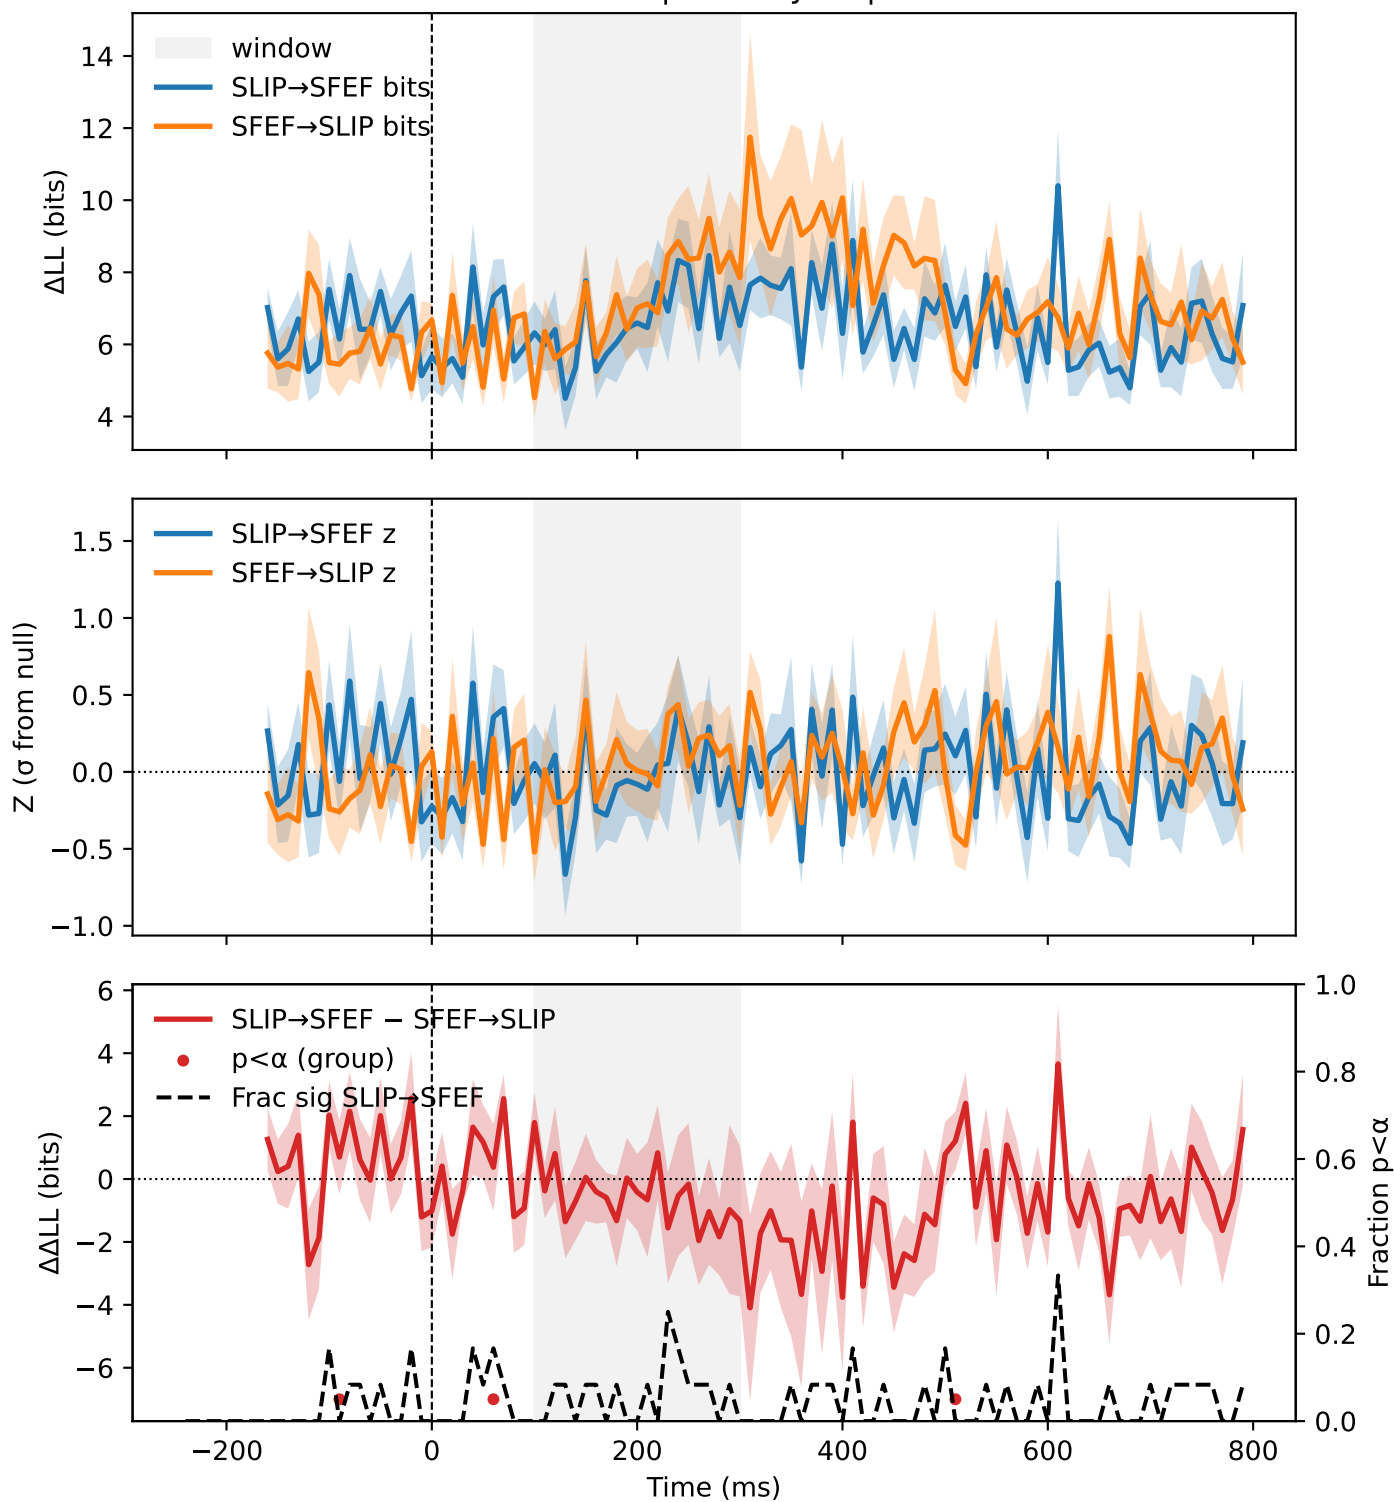 14
12
10
8
6
4
ΔLL (bits)
window
SLIP→SFEF bits
SFEF→SLIP bits
1.5
1.0
0.5
0.0
−0.5
−1.0
Z (σ from null)
SLIP→SFEF z
SFEF→SLIP z
6
4
2
0
−2
−4
−6
ΔΔLL (bits)
SLIP→SFEF − SFEF→SLIP
p<α (group)
Frac sig SLIP→SFEF
1.0
0.8
0.6
0.4
0.2
0.0
Fraction p<α
−200
0
200
400
600
800
Time (ms)